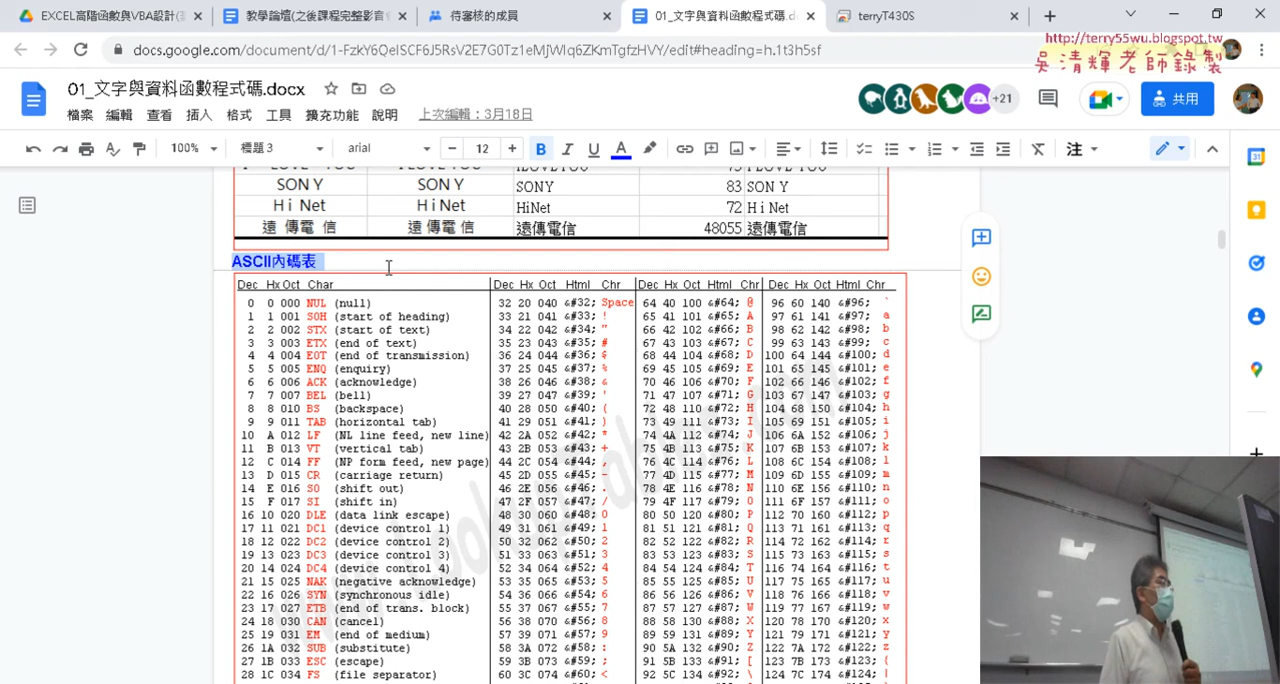 EXCEL高階函數與VBA設計(
教學論壇(之後課程完整影音
待審核的成員
01_文字與資料函數程式碼.d
terryT430S
docs.google.com/document/d/1-FzkY6QelSCF6J5RsV2E7G0Tz1eMjWIq6ZKmTgfzHVY/edit#heading=h.1t3h5sf
http://terry55wu.blogspot.tw
吳清輝老師錄製
01_文字與資料函數程式碼.docx
+21
共用
檔案 編輯 查看 插入 格式 工具 擴充功能 說明 上次編輯：3月18日
100% 標題 3 arial 12 B I U A 注
SON Y SON Y SONY 83 SON Y
H i Net H i Net HiNet 72 H i Net
遠 傳電 信 遠 傳電 信 遠傳電信 48055 遠傳電信
ASCII內碼表
Dec Hx Oct Char Dec Hx Oct Html Chr Dec Hx Oct Html Chr Dec Hx Oct Html Chr
0 0 000 NUL (null) 32 20 040 &#32; Space 64 40 100 &#64; @ 96 60 140 &#96; `
1 1 001 SOH (start of heading) 33 21 041 &#33; ! 65 41 101 &#65; A 97 61 141 &#97; a
2 2 002 STX (start of text) 34 22 042 &#34; " 66 42 102 &#66; B 98 62 142 &#98; b
3 3 003 ETX (end of text) 35 23 043 &#35; # 67 43 103 &#67; C 99 63 143 &#99; c
4 4 004 EOT (end of transmission) 36 24 044 &#36; $ 68 44 104 &#68; D 100 64 144 &#100; d
5 5 005 ENQ (enquiry) 37 25 045 &#37; % 69 45 105 &#69; E 101 65 145 &#101; e
6 6 006 ACK (acknowledge) 38 26 046 &#38; & 70 46 106 &#70; F 102 66 146 &#102; f
7 7 007 BEL (bell) 39 27 047 &#39; ' 71 47 107 &#71; G 103 67 147 &#103; g
8 8 010 BS (backspace) 40 28 050 &#40; ( 72 48 110 &#72; H 104 68 150 &#104; h
9 9 011 TAB (horizontal tab) 41 29 051 &#41; ) 73 49 111 &#73; I 105 69 151 &#105; i
10 A 012 LF (NL line feed, new line) 42 2A 052 &#42; * 74 4A 112 &#74; J 106 6A 152 &#106; j
11 B 013 VT (vertical tab) 43 2B 053 &#43; + 75 4B 113 &#75; K 107 6B 153 &#107; k
12 C 014 FF (NP form feed, new page) 44 2C 054 &#44; , 76 4C 114 &#76; L 108 6C 154 &#108; l
13 D 015 CR (carriage return) 45 2D 055 &#45; - 77 4D 115 &#77; M 109 6D 155 &#109; m
14 E 016 SO (shift out) 46 2E 056 &#46; . 78 4E 116 &#78; N 110 6E 156 &#110; n
15 F 017 SI (shift in) 47 2F 057 &#47; / 79 4F 117 &#79; O 111 6F 157 &#111; o
16 10 020 DLE (data link escape) 48 30 060 &#48; 0 80 50 120 &#80; P 112 70 160 &#112; p
17 11 021 DC1 (device control 1) 49 31 061 &#49; 1 81 51 121 &#81; Q 113 71 161 &#113; q
18 12 022 DC2 (device control 2) 50 32 062 &#50; 2 82 52 122 &#82; R 114 72 162 &#114; r
19 13 023 DC3 (device control 3) 51 33 063 &#51; 3 83 53 123 &#83; S 115 73 163 &#115; s
20 14 024 DC4 (device control 4) 52 34 064 &#52; 4 84 54 124 &#84; T 116 74 164 &#116; t
21 15 025 NAK (negative acknowledge) 53 35 065 &#53; 5 85 55 125 &#85; U 117 75 165 &#117; u
22 16 026 SYN (synchronous idle) 54 36 066 &#54; 6 86 56 126 &#86; V 118 76 166 &#118; v
23 17 027 ETB (end of trans. block) 55 37 067 &#55; 7 87 57 127 &#87; W 119 77 167 &#119; w
24 18 030 CAN (cancel) 56 38 070 &#56; 8 88 58 130 &#88; X 120 78 170 &#120; x
25 19 031 EM (end of medium) 57 39 071 &#57; 9 89 59 131 &#89; Y 121 79 171 &#121; y
26 1A 032 SUB (substitute) 58 3A 072 &#58; : 90 5A 132 &#90; Z 122 7A 172 &#122; z
27 1B 033 ESC (escape) 59 3B 073 &#59; ; 91 5B 133 &#91; [ 123 7B 173 &#123; {
28 1C 034 FS (file separator) 60 3C 074 &#60; < 92 5C 134 &#92; \ 124 7C 174 &#124; |